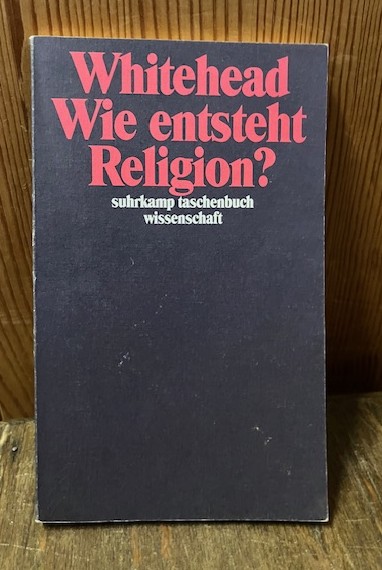 Whitehead
Wie entsteht
Religion?
suhrkamp taschenbuch
wissenschaft